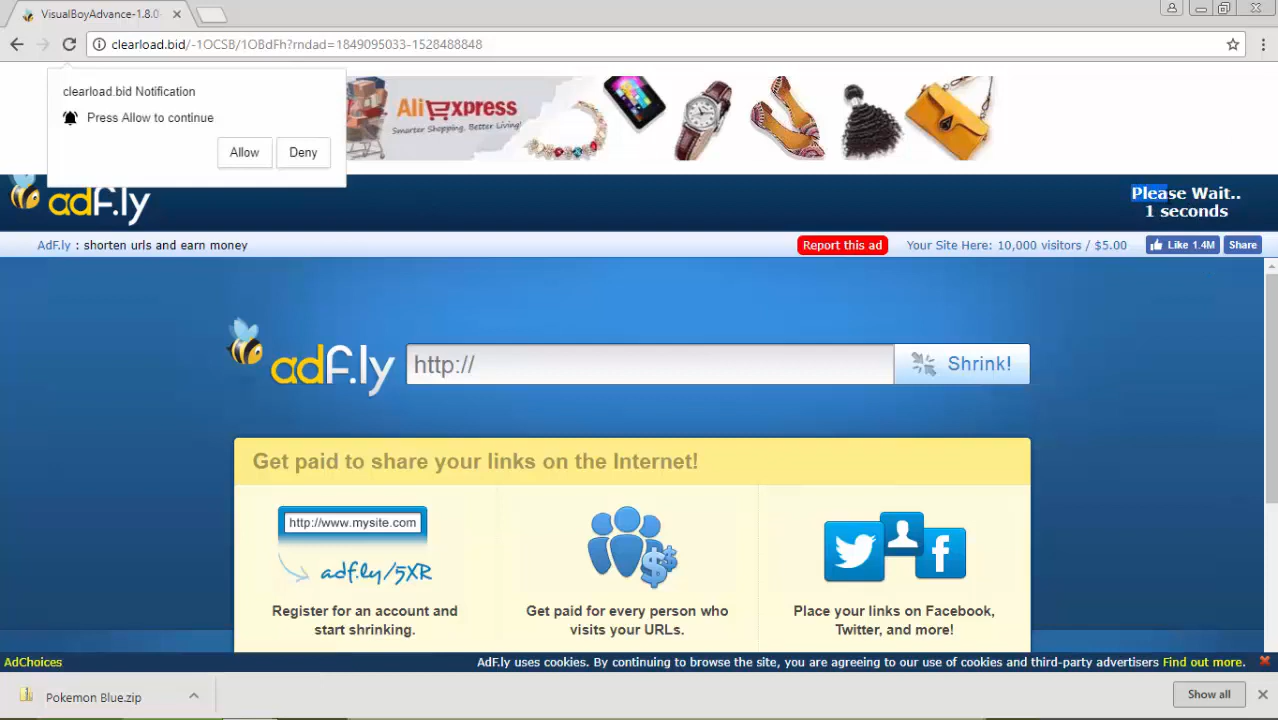 VisualBoyAdvance-1.8.0-
clearload.bid/-1OCSB/1OBdFh?rndad=1849095033-1528488848
clearload.bid Notification
Press Allow to continue
Allow
Deny
AliExpress
Smarter Shopping, Better Living!
adf.ly
Please Wait..
1 seconds
AdF.ly : shorten urls and earn money
Report this ad
Your Site Here: 10,000 visitors / $5.00
Like 1.4M
Share
adf.ly
http://
Shrink!
Get paid to share your links on the Internet!
http://www.mysite.com
adf.ly/5XR
Register for an account and
start shrinking.
Get paid for every person who
visits your URLs.
Place your links on Facebook,
Twitter, and more!
AdChoices
AdF.ly uses cookies. By continuing to browse the site, you are agreeing to our use of cookies and third-party advertisers Find out more.
Pokemon Blue.zip
Show all